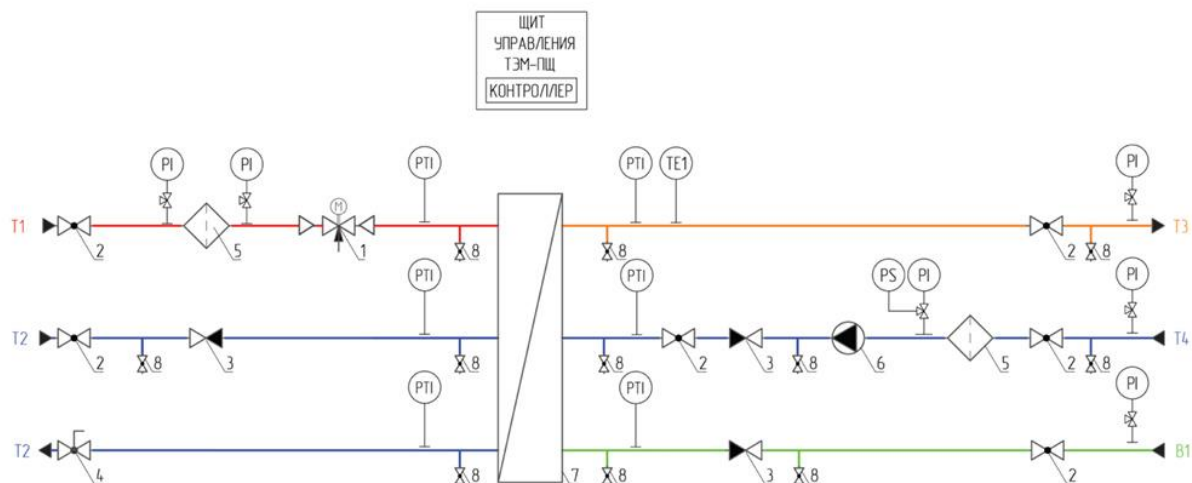 ЩИТ
УПРАВЛЕНИЯ
ТЭМ-ПЩ
КОНТРОЛЛЕР
PI PI PTI PTI TE1 PI
M
T1 T3
2 5 1 8 8 2 8
PTI PTI PS PI PI
T2 T4
2 8 3 8 8 2 3 8 6 5 2 8
PTI PTI PI
T2 B1
4 8 7 8 3 8 2